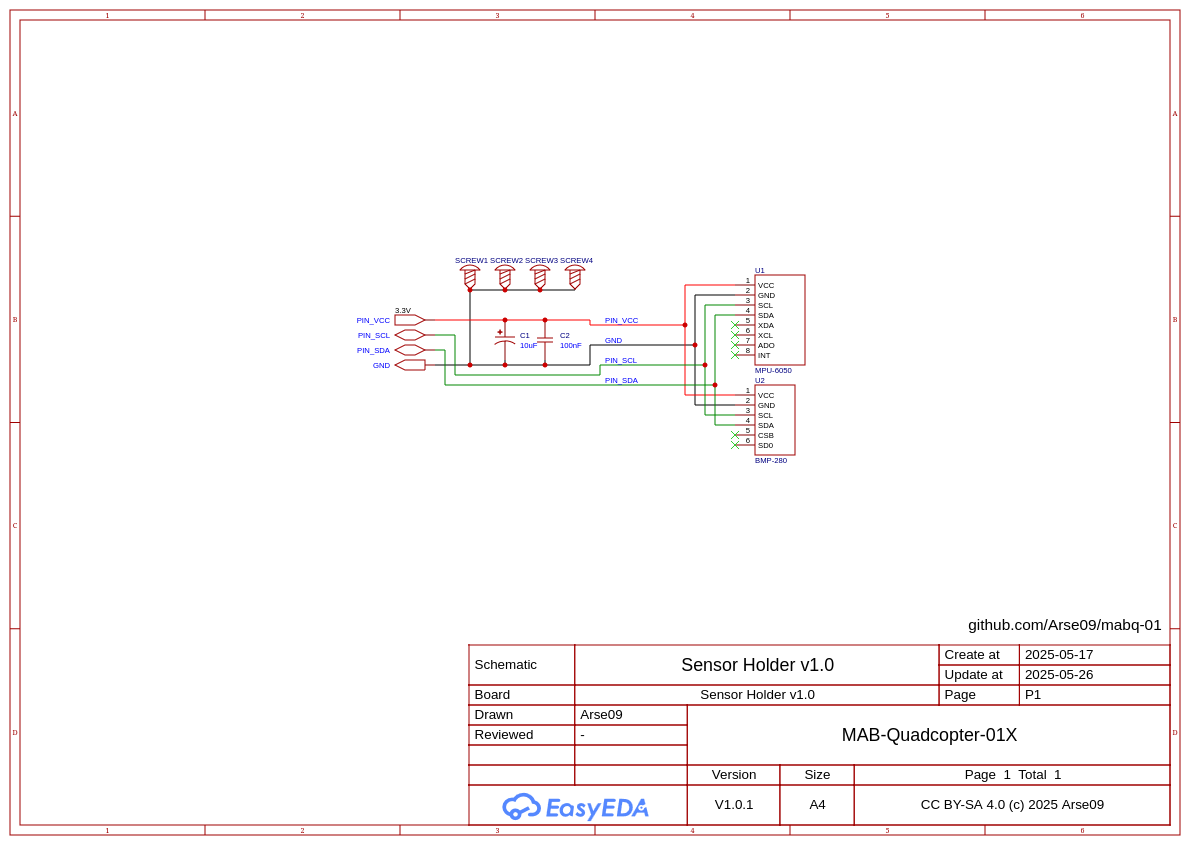 1 2 3 4 5 6
A A
B B
C C
D D
SCREW1 SCREW2 SCREW3 SCREW4
3.3V
PIN_VCC
PIN_SCL
PIN_SDA
GND
C1
10uF
C2
100nF
PIN_VCC
GND
PIN_SCL
PIN_SDA
U1
1 VCC
2 GND
3 SCL
4 SDA
5 XDA
6 XCL
7 ADO
8 INT
MPU-6050
U2
1 VCC
2 GND
3 SCL
4 SDA
5 CSB
6 SD0
BMP-280
github.com/Arse09/mabq-01
Schematic Sensor Holder v1.0 Create at 2025-05-17
Update at 2025-05-26
Board Sensor Holder v1.0 Page P1
Drawn Arse09
Reviewed -
MAB-Quadcopter-01X
Version Size Page 1 Total 1
EasyEDA V1.0.1 A4 CC BY-SA 4.0 (c) 2025 Arse09
1 2 3 4 5 6